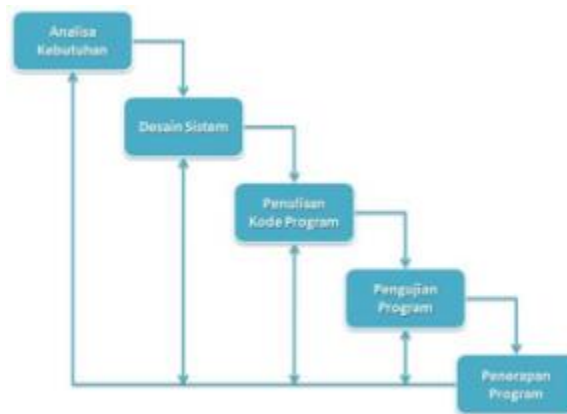 Analisa
Kebutuhan
Desain Sistem
Penulisan
Kode Program
Pengujian
Program
Penerapan
Program